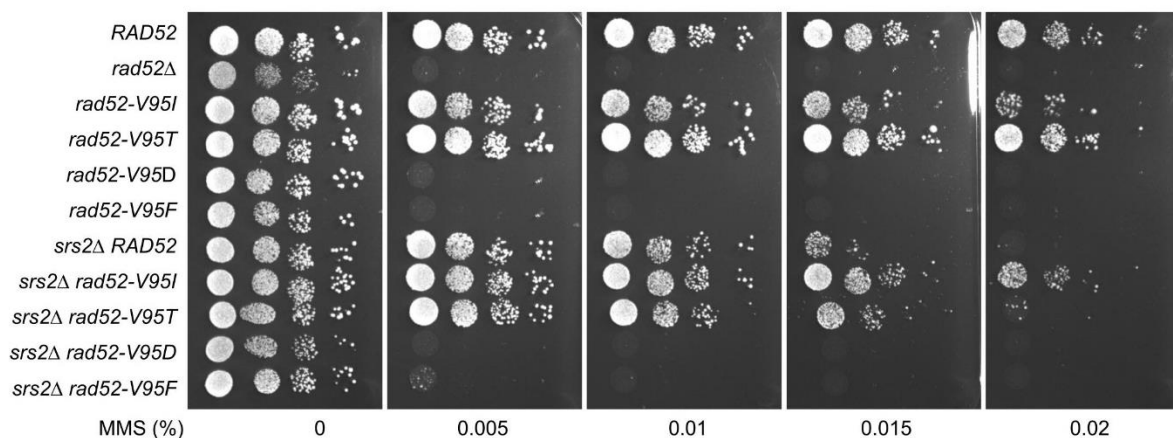 RAD52
rad52Δ
rad52-V95I
rad52-V95T
rad52-V95D
rad52-V95F
srs2Δ RAD52
srs2Δ rad52-V95I
srs2Δ rad52-V95T
srs2Δ rad52-V95D
srs2Δ rad52-V95F
MMS (%) 0 0.005 0.01 0.015 0.02